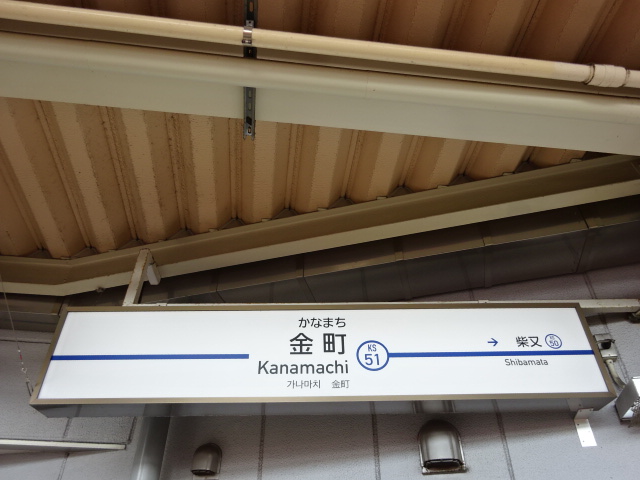 かなまち
金町
Kanamachi
가나마치 金町
KS
51
→ 柴又
KS
50
Shibamata